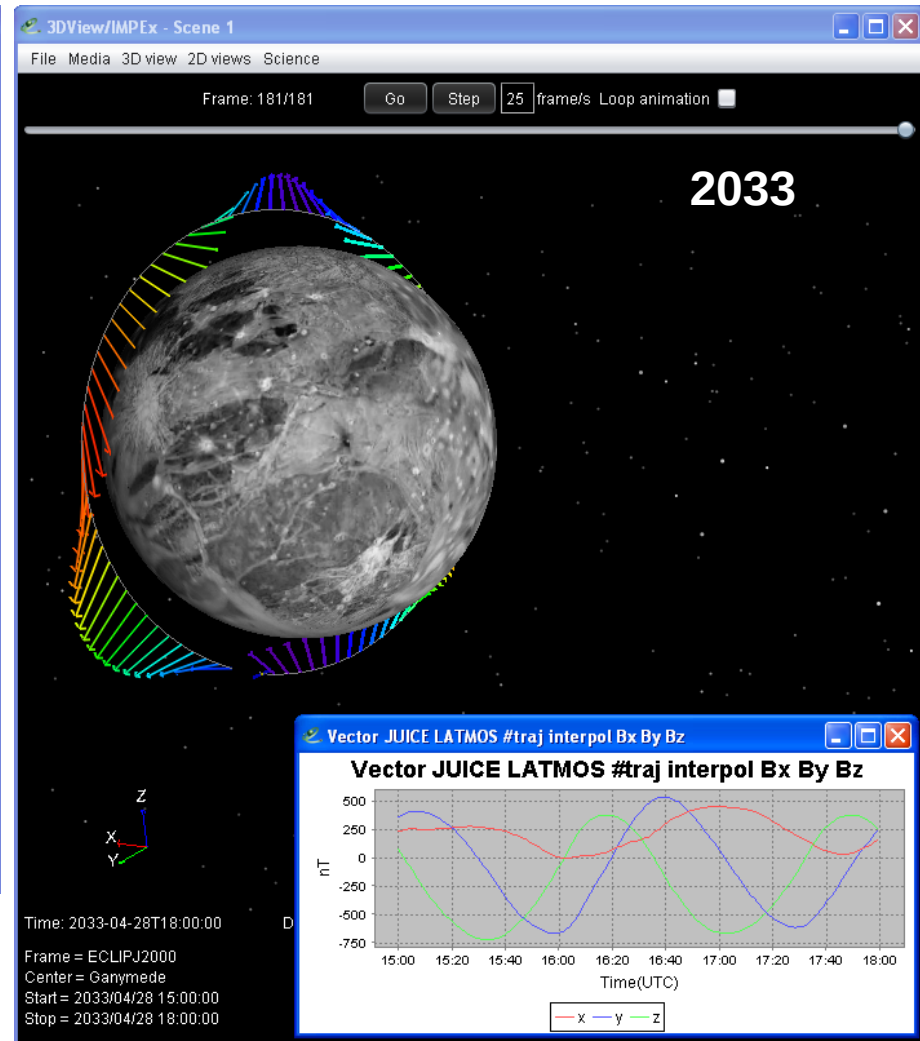 3DView/IMPEx - Scene 1
File Media 3D view 2D views Science
Frame: 181/181 Go Step 25 frame/s Loop animation
2033
Z
X
Y
Time: 2033-04-28T18:00:00 D
Frame = ECLIPJ2000
Center = Ganymede
Start = 2033/04/28 15:00:00
Stop = 2033/04/28 18:00:00
Vector JUICE LATMOS #traj interpol Bx By Bz
Vector JUICE LATMOS #traj interpol Bx By Bz
500
250
0
-250
-500
-750
nT
15:00 15:20 15:40 16:00 16:20 16:40 17:00 17:20 17:40 18:00
Time(UTC)
x y z